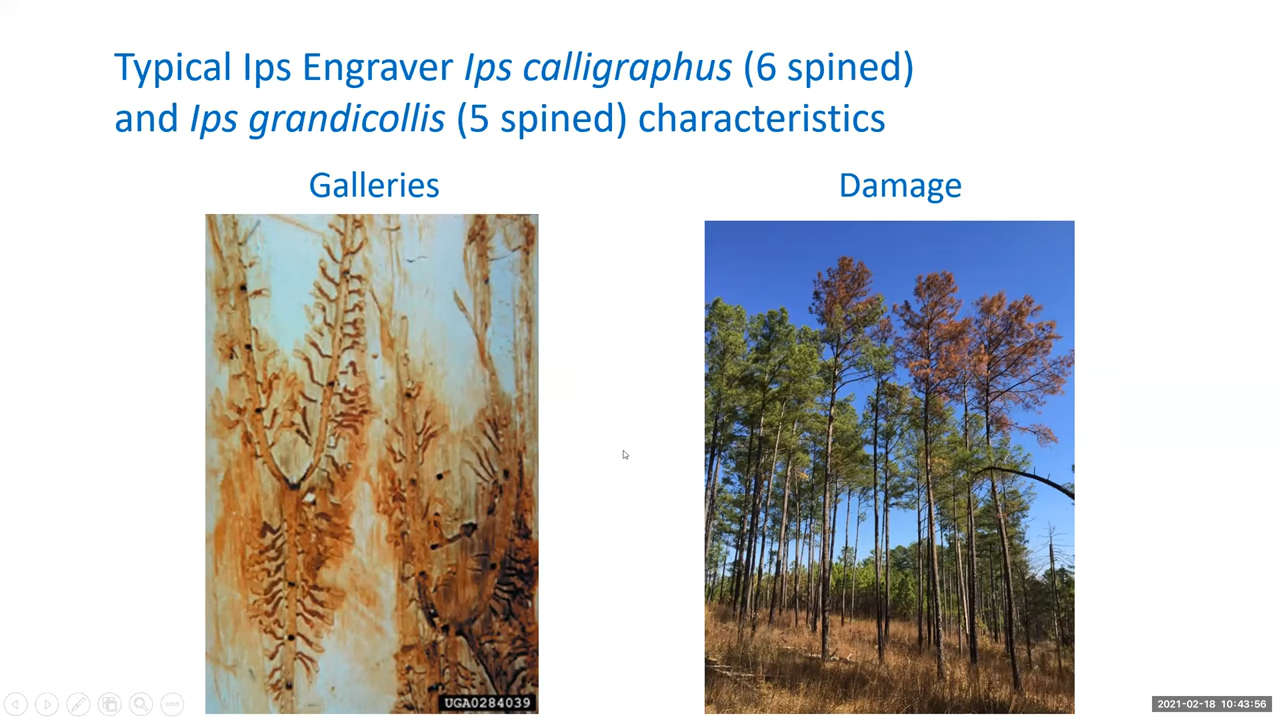 Typical Ips Engraver Ips calligraphus (6 spined)
and Ips grandicollis (5 spined) characteristics
Galleries
Damage
UGA0284039
2021-02-18 10:43:56